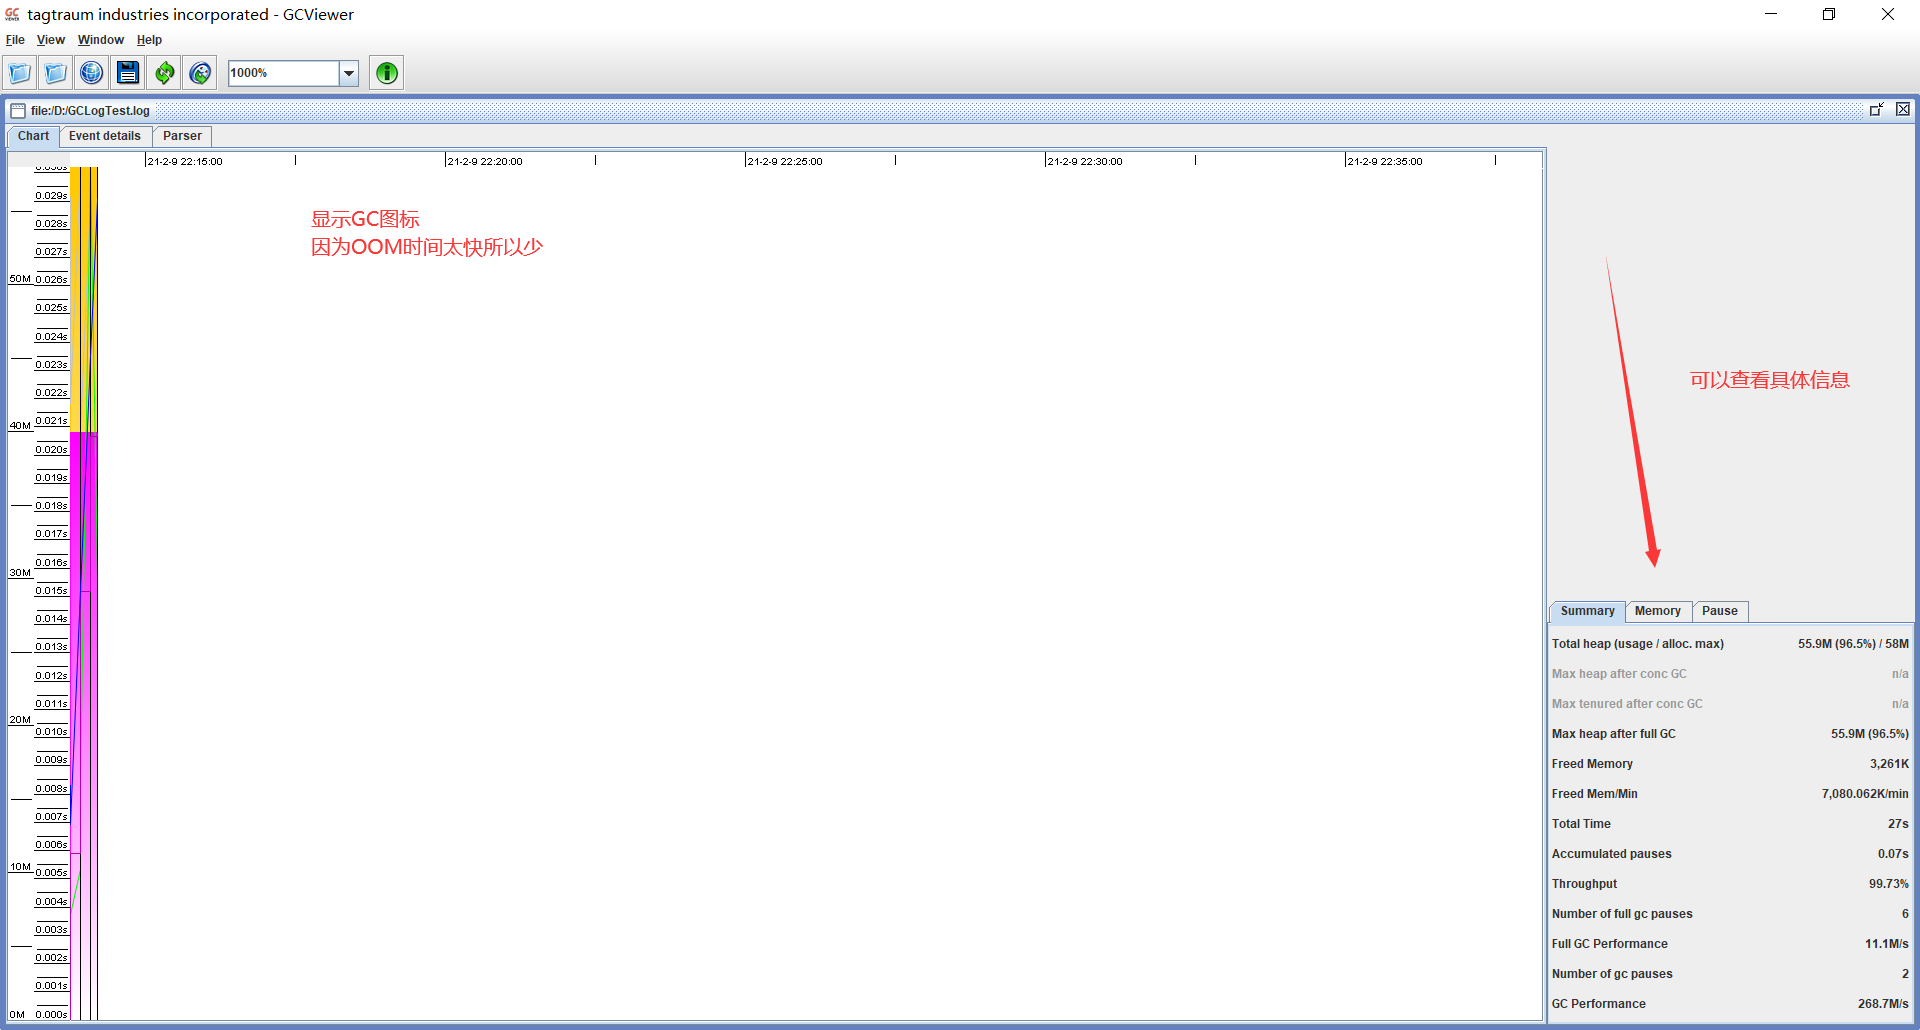 tagtraum industries incorporated - GCViewer
File View Window Help
1000%
file:/D:/GCLogTest.log
Chart Event details Parser
21-2-9 22:15:00 21-2-9 22:20:00 21-2-9 22:25:00 21-2-9 22:30:00 21-2-9 22:35:00
0.030s
0.029s
0.028s
0.027s
50M
0.026s
0.025s
0.024s
0.023s
0.022s
0.021s
40M
0.020s
0.019s
0.018s
0.017s
0.016s
30M
0.015s
0.014s
0.013s
0.012s
0.011s
20M
0.010s
0.009s
0.008s
0.007s
0.006s
10M
0.005s
0.004s
0.003s
0.002s
0.001s
0M
0.000s
显示GC图标
因为OOM时间太快所以少
可以查看具体信息
Summary Memory Pause
Total heap (usage / alloc. max) 55.9M (96.5%) / 58M
Max heap after conc GC n/a
Max tenured after conc GC n/a
Max heap after full GC 55.9M (96.5%)
Freed Memory 3,261K
Freed Mem/Min 7,080.062K/min
Total Time 27s
Accumulated pauses 0.07s
Throughput 99.73%
Number of full gc pauses 6
Full GC Performance 11.1M/s
Number of gc pauses 2
GC Performance 268.7M/s